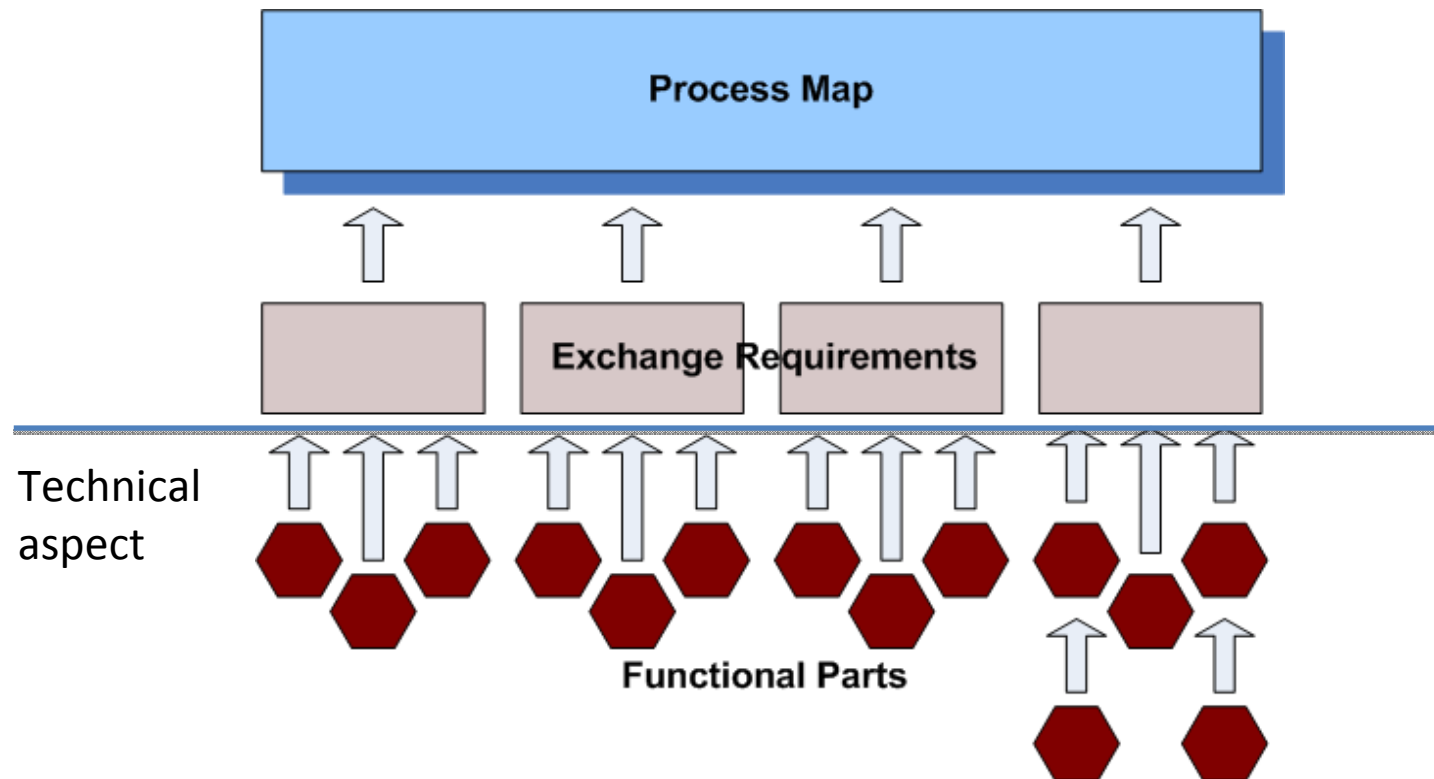 Process Map
Exchange Requirements
Technical
aspect
Functional Parts